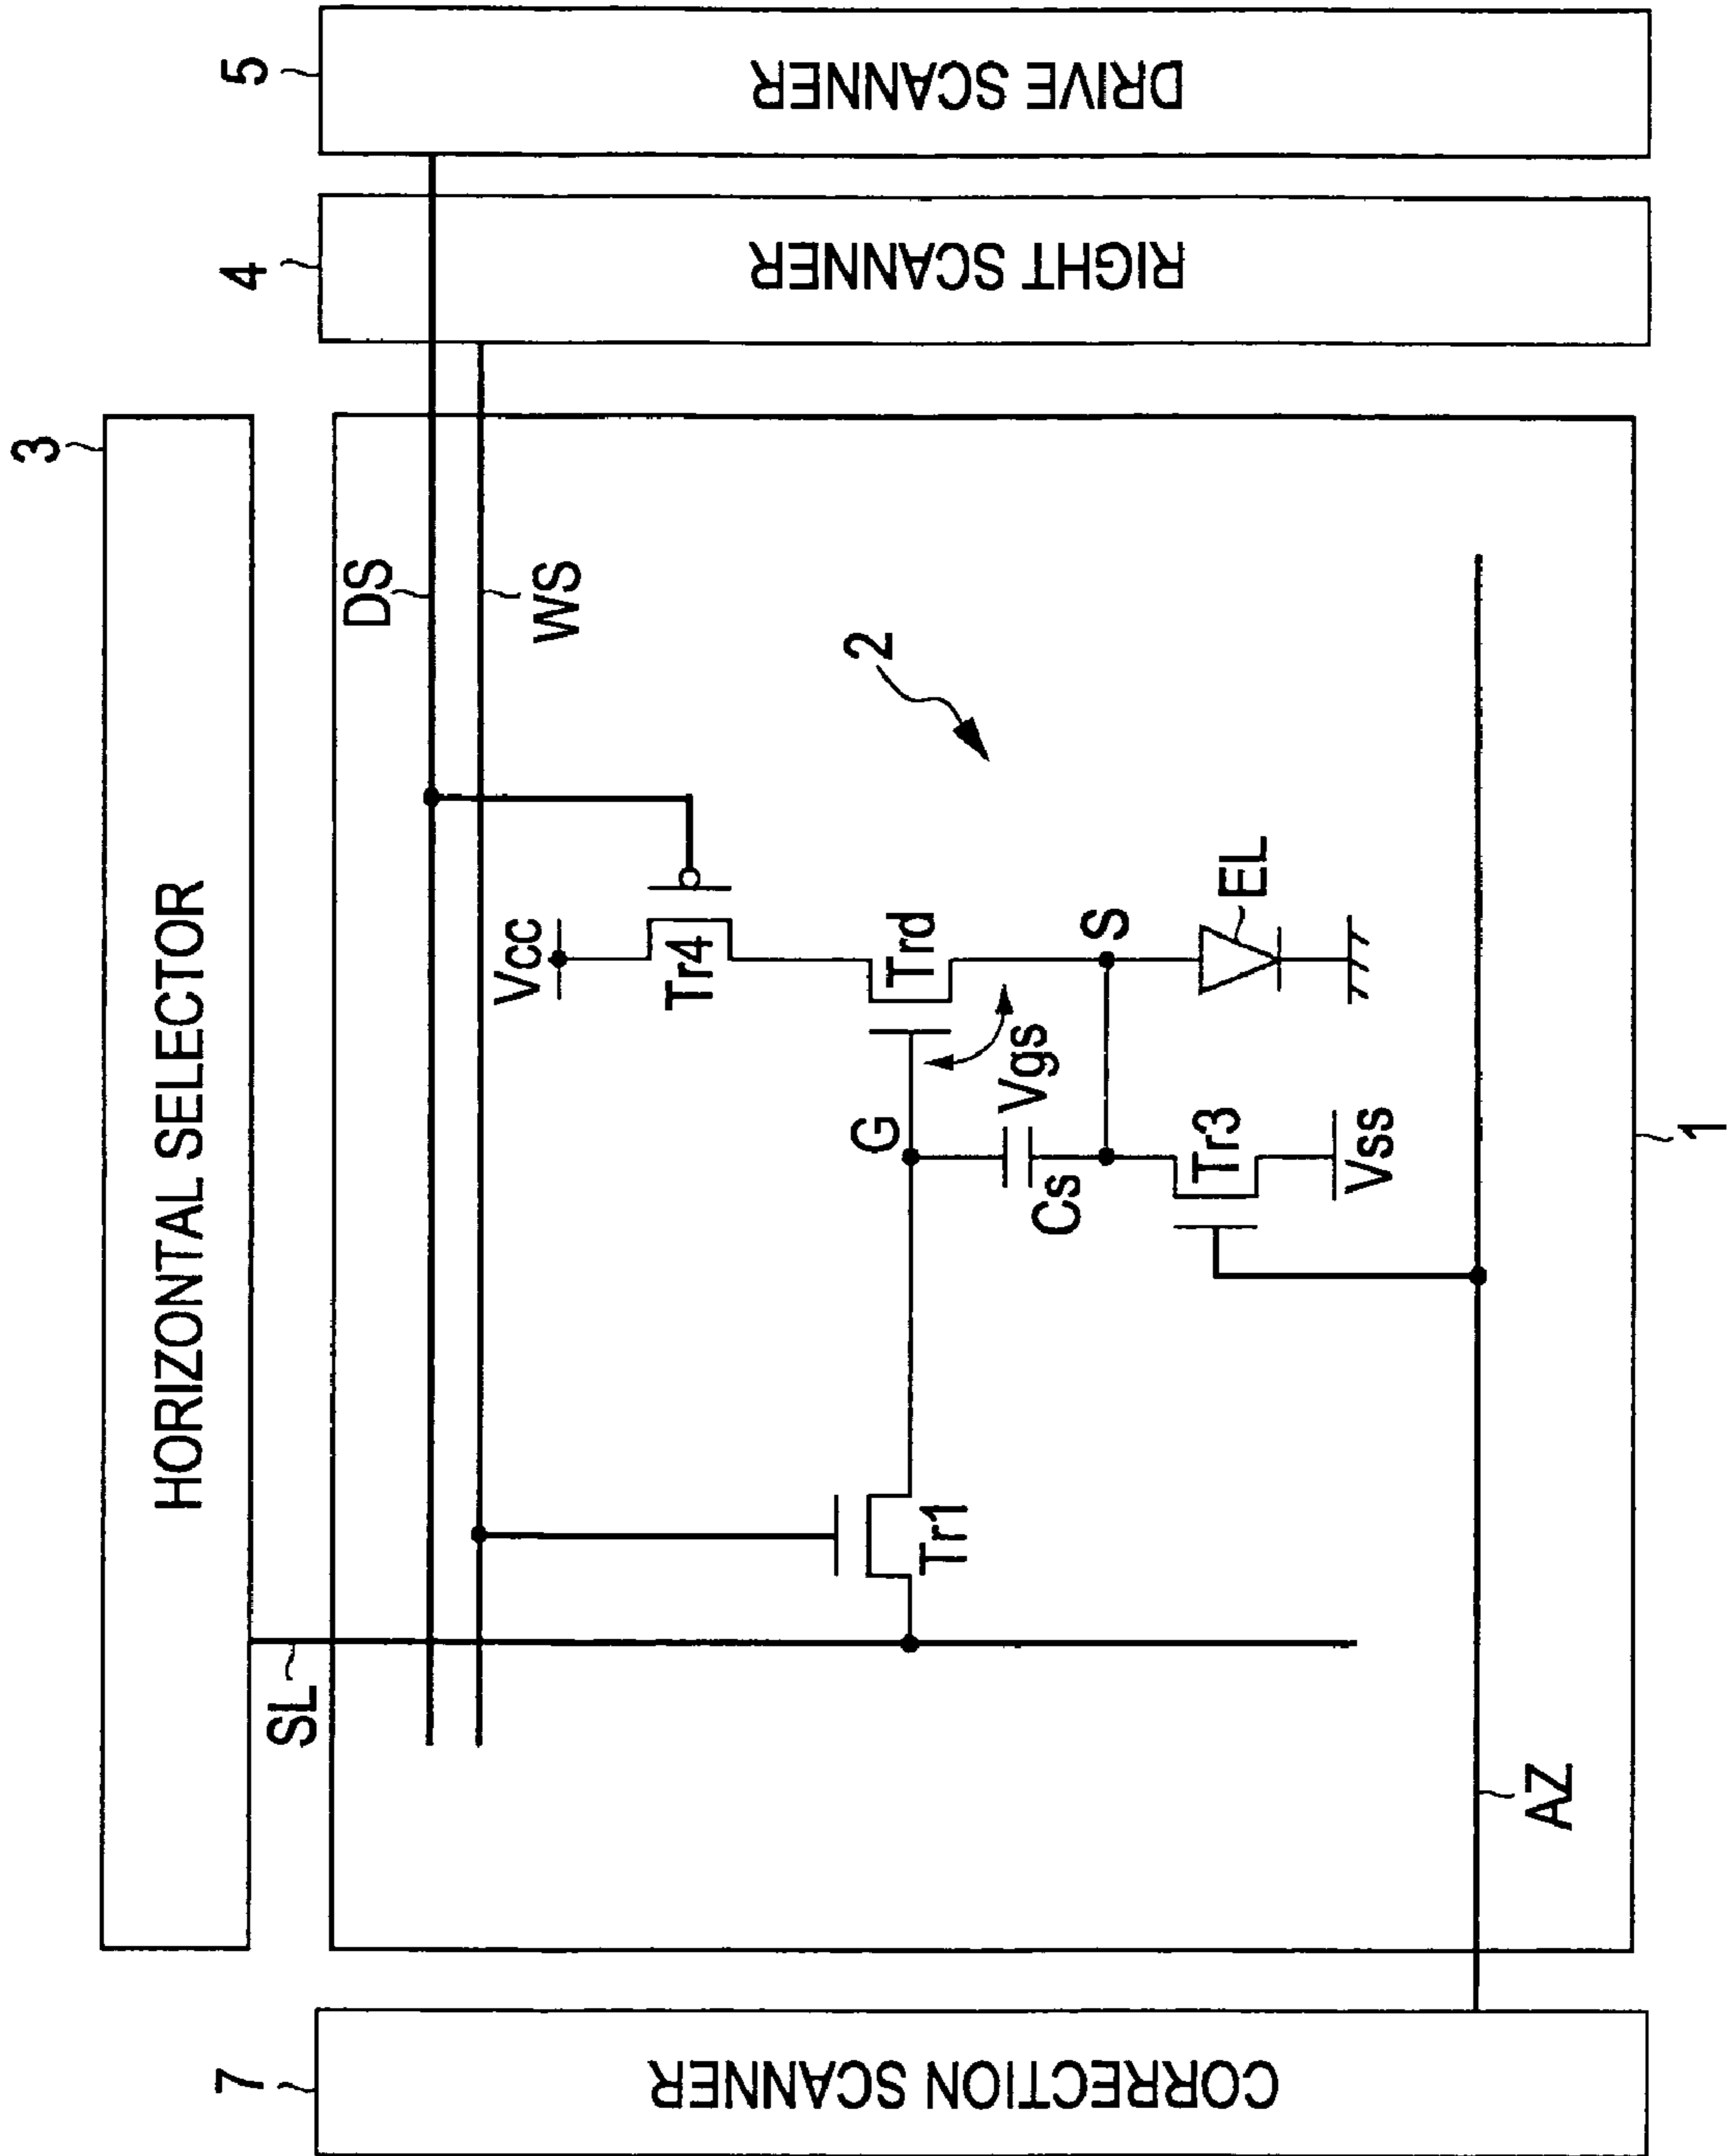 3
HORIZONTAL SELECTOR
SL
7
CORRECTION SCANNER
4
RIGHT SCANNER
5
DRIVE SCANNER
DS
WS
Vcc
Tr4
2
Trd
G
Vgs
S
Tr1
Cs
EL
Tr3
Vss
AZ
1